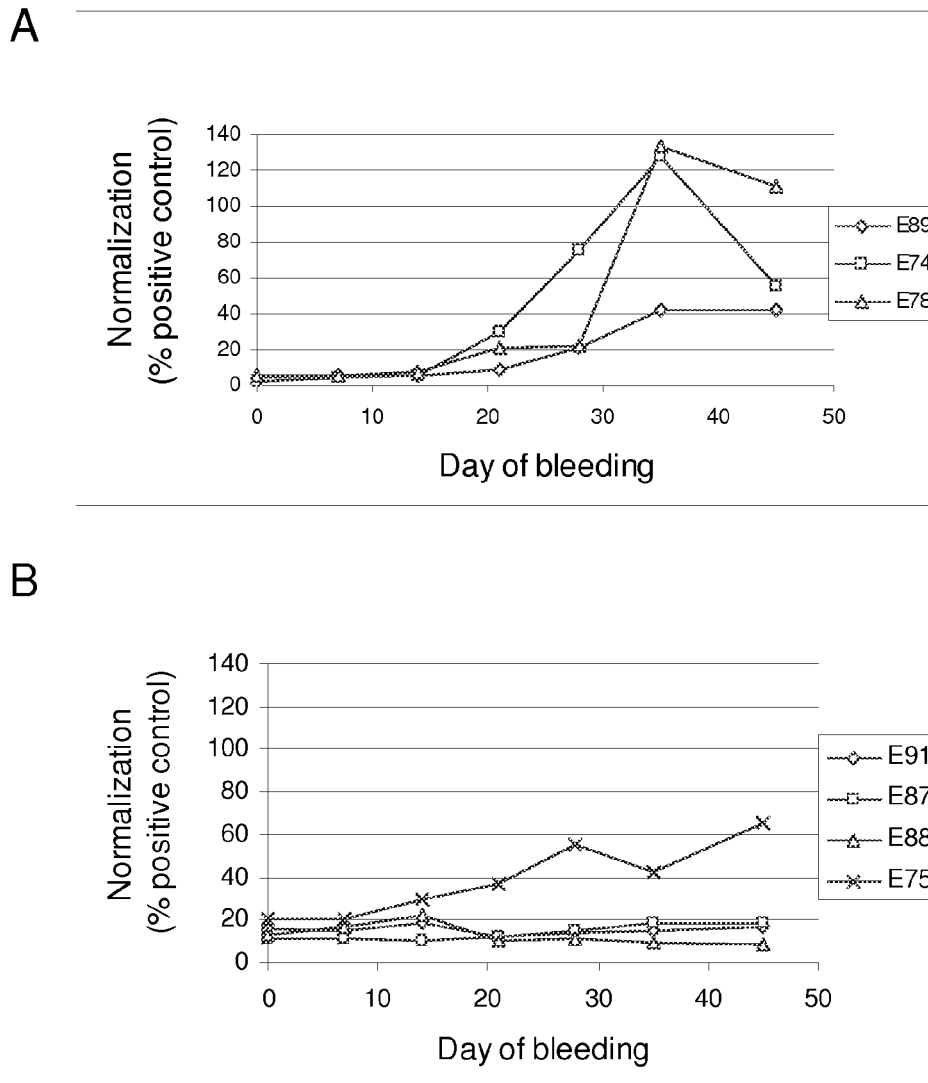 A
Normalization
(% positive control)
140
120
100
80
60
40
20
0
0 10 20 30 40 50
Day of bleeding
E89
E74
E78
B
Normalization
(% positive control)
140
120
100
80
60
40
20
0
0 10 20 30 40 50
Day of bleeding
E91
E87
E88
E75